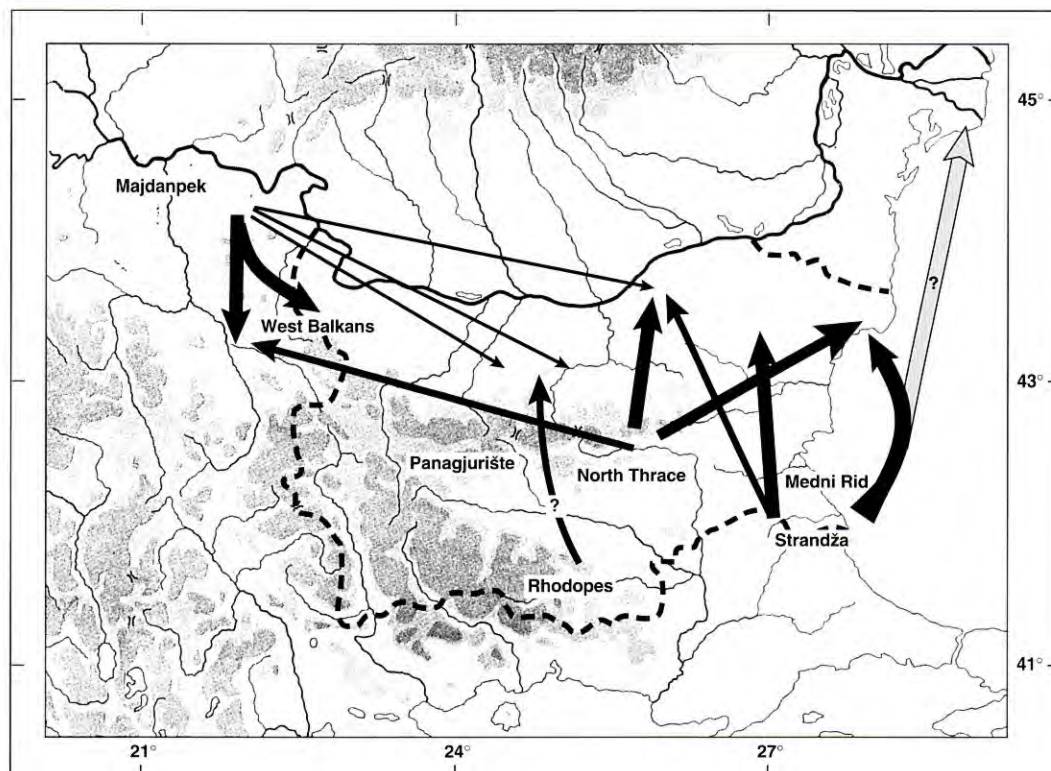 45°
Majdanpek
?
West Balkans
43°
Panagjurište
North Thrace
Medni Rid
?
Strandža
Rhodopes
41°
21°
24°
27°